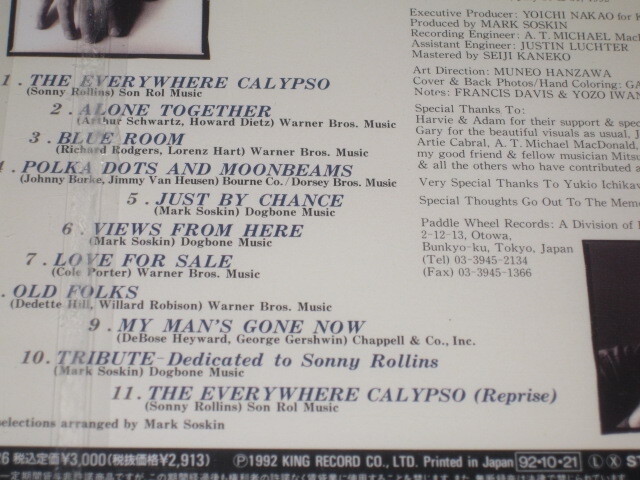 Executive Producer: YOICHI NAKAO for K
Produced by MARK SOSKIN
Recording Engineer: A. T. MICHAEL Mac
Assistant Engineer: JUSTIN LUCHTER
Mastered by SEIJI KANEKO
Art Direction: MUNEO HANZAWA
Cover & Back Photos/Hand Coloring: GA
Notes: FRANCIS DAVIS & YOZO IWAN
Special Thanks To:
Harvie & Adam for their support & spec
Gary for the beautiful visuals as usual,
Artie Cabral, A. T. Michael MacDonald,
my good friend & fellow musician Mitsu
& all the others who have contributed a
Very Special Thanks To Yukio Ichikav
Special Thoughts Go Out To The Mem
Paddle Wheel Records: A Division of
2-12-13, Otowa,
Bunkyo-ku, Tokyo, Japan
(Tel) 03-3945-2134
(Fax) 03-3945-1366
1. THE EVERYWHERE CALYPSO
(Sonny Rollins) Son Rol Music
2. ALONE TOGETHER
(Arthur Schwartz, Howard Dietz) Warner Bros. Music
3. BLUE ROOM
(Richard Rodgers, Lorenz Hart) Warner Bros. Music
. POLKA DOTS AND MOONBEAMS
(Johnny Burke, Jimmy Van Heusen) Bourne Co./Dorsey Bros. Music
5. JUST BY CHANCE
(Mark Soskin) Dogbone Music
6. VIEWS FROM HERE
(Mark Soskin) Dogbone Music
7. LOVE FOR SALE
(Cole Porter) Warner Bros. Music
. OLD FOLKS
(Dedette Hill, Willard Robison) Warner Bros. Music
9. MY MAN'S GONE NOW
(DeBose Heyward, George Gershwin) Chappell & Co., Inc.
10. TRIBUTE-Dedicated to Sonny Rollins
(Mark Soskin) Dogbone Music
11. THE EVERYWHERE CALYPSO (Reprise)
(Sonny Rollins) Son Rol Music
selections arranged by Mark Soskin
6 税込定価¥3,000(税抜価格¥2,913) Ⓟ1992 KING RECORD CO., LTD. Printed in Japan 92・10・21 Ⓛ Ⓧ ST